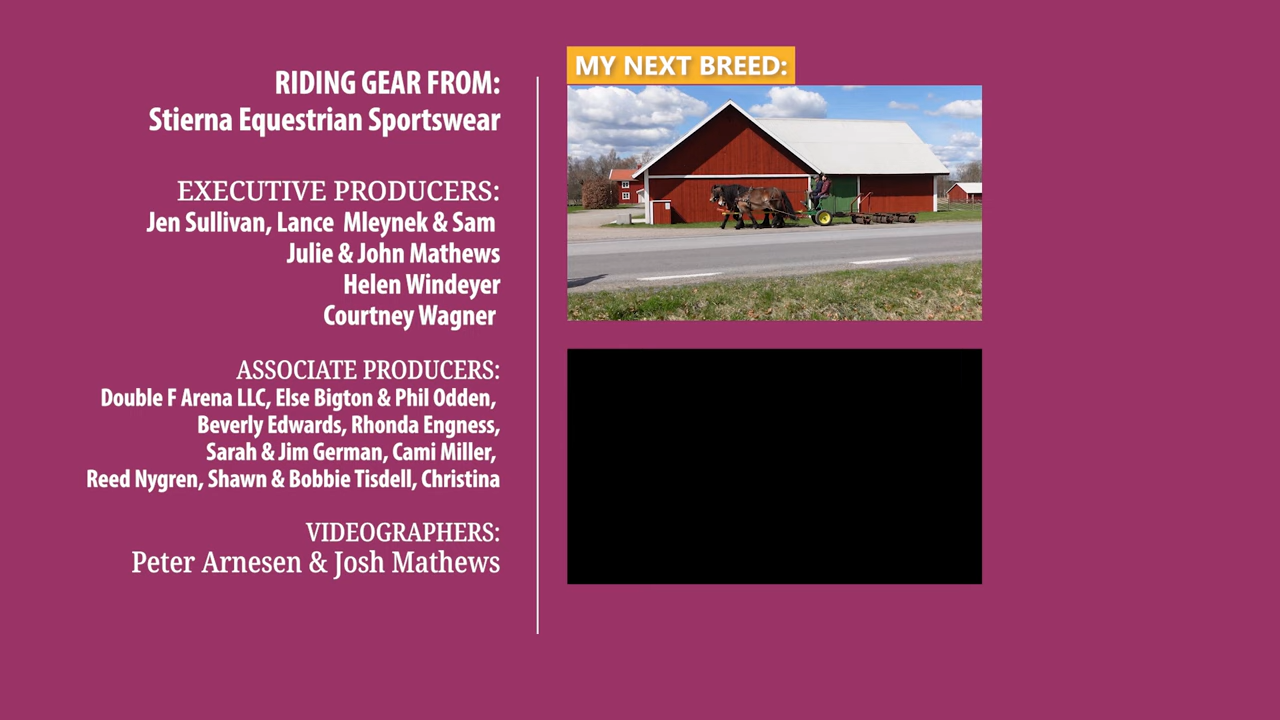 RIDING GEAR FROM:
Stierna Equestrian Sportswear
EXECUTIVE PRODUCERS:
Jen Sullivan, Lance Mleynek & Sam
Julie & John Mathews
Helen Windeyer
Courtney Wagner
ASSOCIATE PRODUCERS:
Double F Arena LLC, Else Bigton & Phil Odden,
Beverly Edwards, Rhonda Engness,
Sarah & Jim German, Cami Miller,
Reed Nygren, Shawn & Bobbie Tisdell, Christina
VIDEOGRAPHERS:
Peter Arnesen & Josh Mathews
MY NEXT BREED: